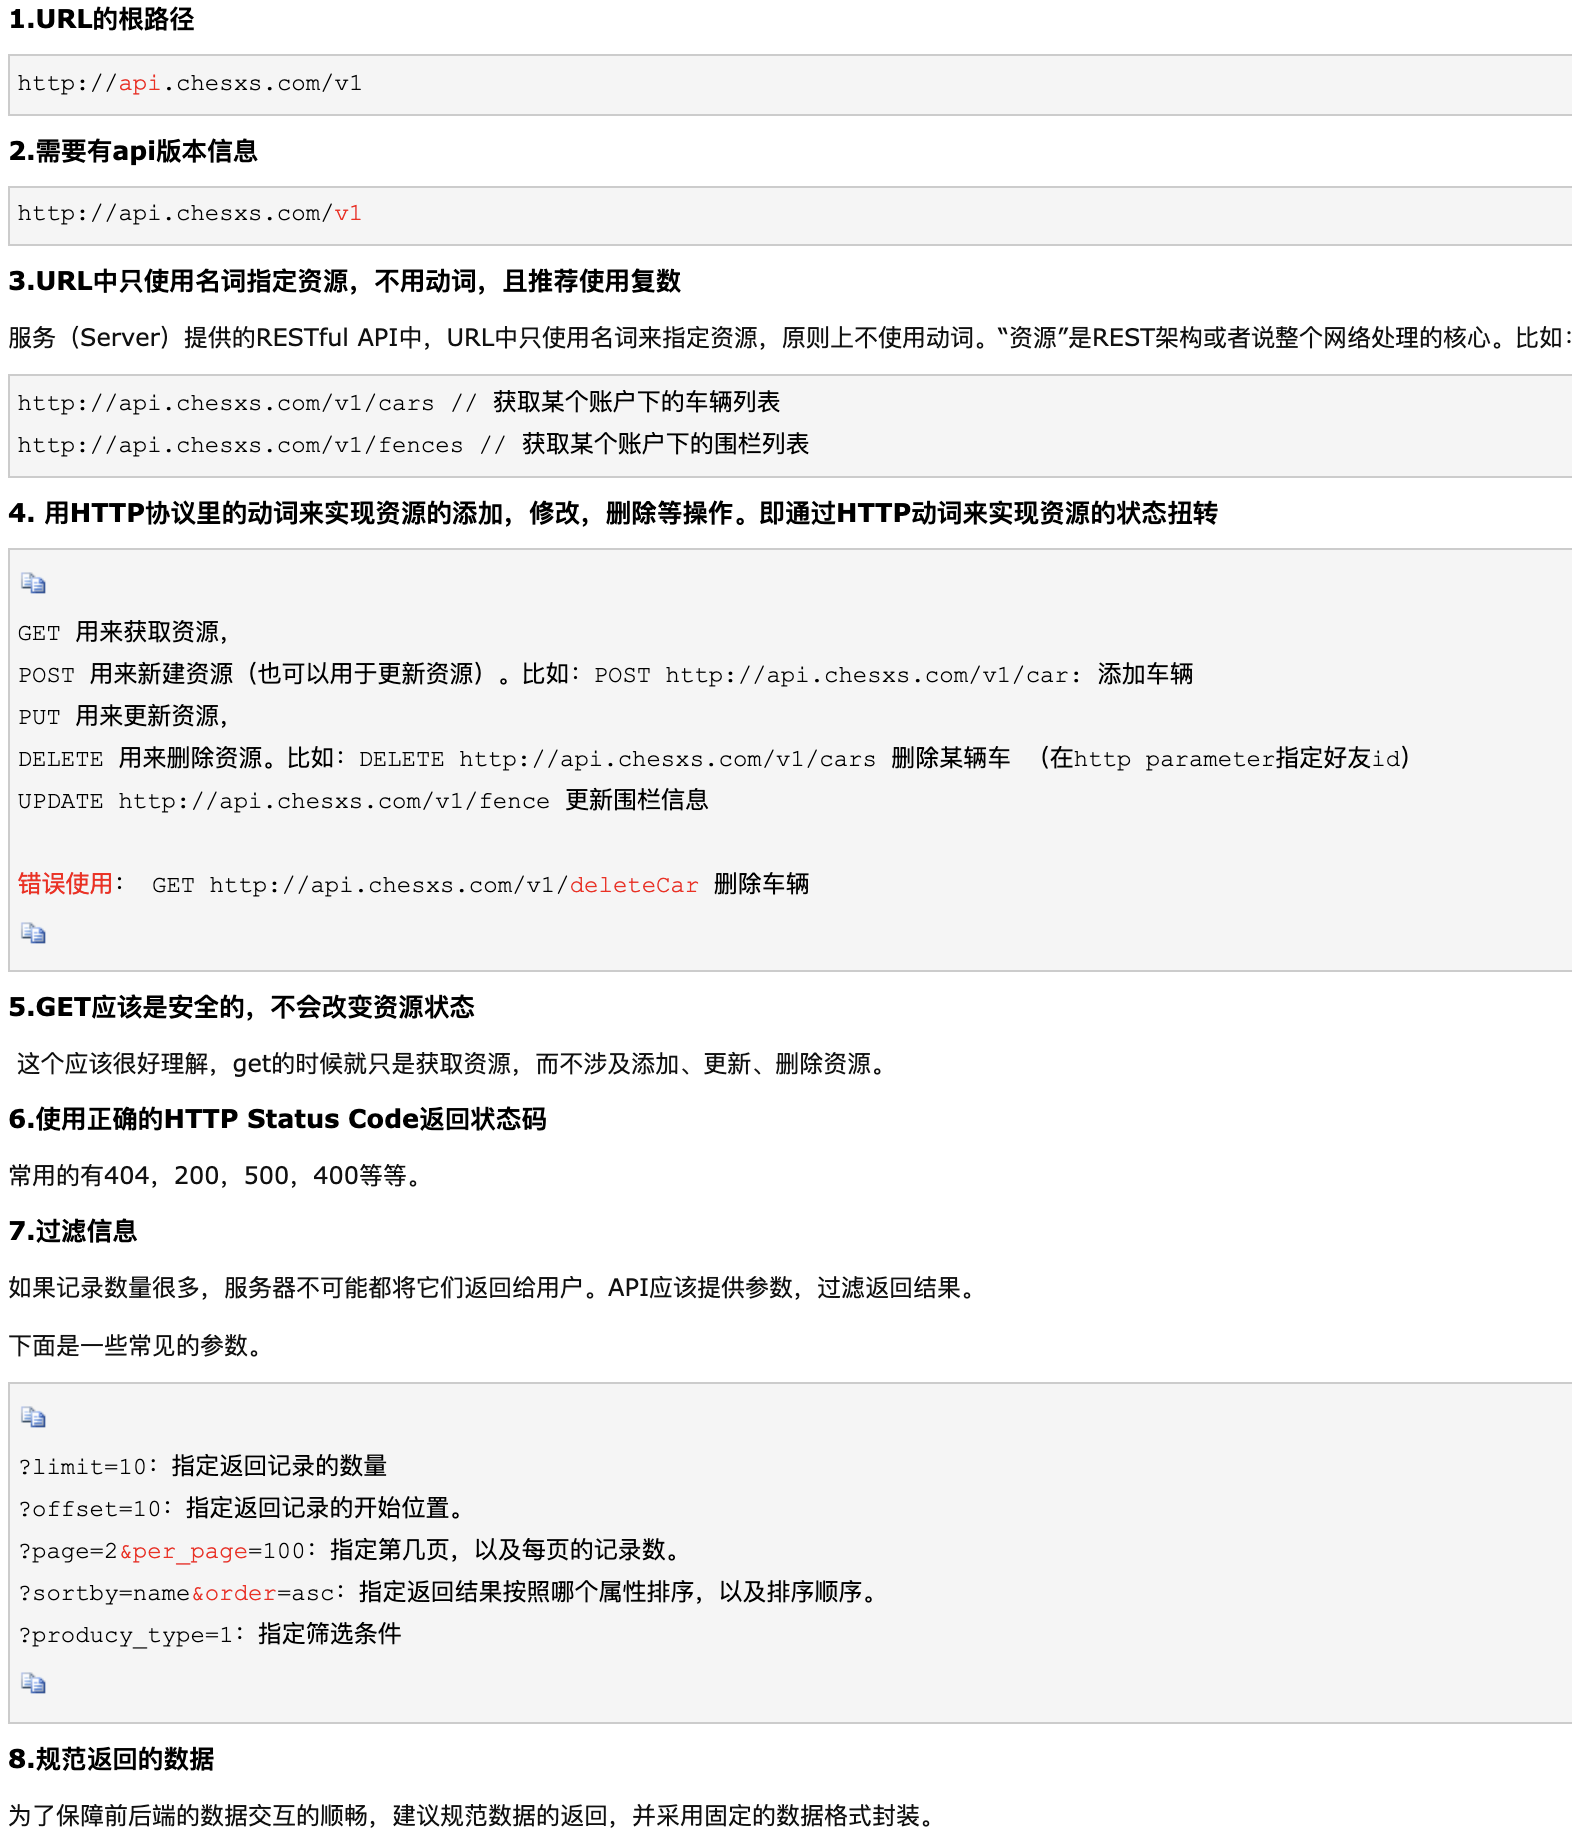 1.URL的根路径
http://api.chesxs.com/v1
2.需要有api版本信息
http://api.chesxs.com/v1
3.URL中只使用名词指定资源，不用动词，且推荐使用复数
服务（Server）提供的RESTful API中，URL中只使用名词来指定资源，原则上不使用动词。“资源”是REST架构或者说整个网络处理的核心。比如：
http://api.chesxs.com/v1/cars // 获取某个账户下的车辆列表
http://api.chesxs.com/v1/fences // 获取某个账户下的围栏列表
4. 用HTTP协议里的动词来实现资源的添加，修改，删除等操作。即通过HTTP动词来实现资源的状态扭转
GET 用来获取资源，
POST 用来新建资源（也可以用于更新资源）。比如：POST http://api.chesxs.com/v1/car: 添加车辆
PUT 用来更新资源，
DELETE 用来删除资源。比如：DELETE http://api.chesxs.com/v1/cars 删除某辆车 （在http parameter指定好友id）
UPDATE http://api.chesxs.com/v1/fence 更新围栏信息
错误使用： GET http://api.chesxs.com/v1/deleteCar 删除车辆
5.GET应该是安全的，不会改变资源状态
这个应该很好理解，get的时候就只是获取资源，而不涉及添加、更新、删除资源。
6.使用正确的HTTP Status Code返回状态码
常用的有404，200，500，400等等。
7.过滤信息
如果记录数量很多，服务器不可能都将它们返回给用户。API应该提供参数，过滤返回结果。
下面是一些常见的参数。
?limit=10：指定返回记录的数量
?offset=10：指定返回记录的开始位置。
?page=2&per_page=100：指定第几页，以及每页的记录数。
?sortby=name&order=asc：指定返回结果按照哪个属性排序，以及排序顺序。
?producy_type=1：指定筛选条件
8.规范返回的数据
为了保障前后端的数据交互的顺畅，建议规范数据的返回，并采用固定的数据格式封装。